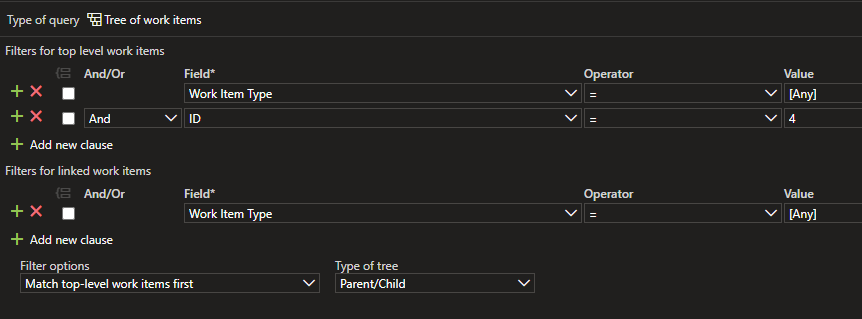 Type of query Tree of work items
Filters for top level work items
And/Or Field* Operator Value
Work Item Type = [Any]
And ID = 4
Add new clause
Filters for linked work items
And/Or Field* Operator Value
Work Item Type = [Any]
Add new clause
Filter options Type of tree
Match top-level work items first Parent/Child